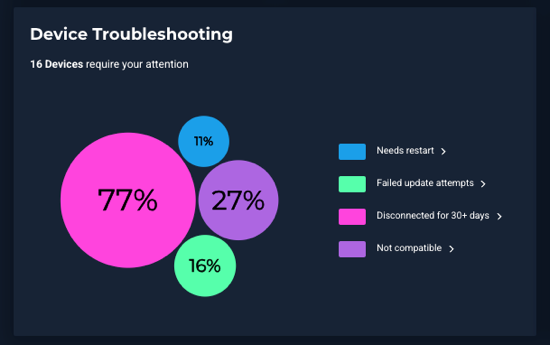 Device Troubleshooting
16 Devices require your attention
11%
77%
27%
16%
Needs restart
Failed update attempts
Disconnected for 30+ days
Not compatible